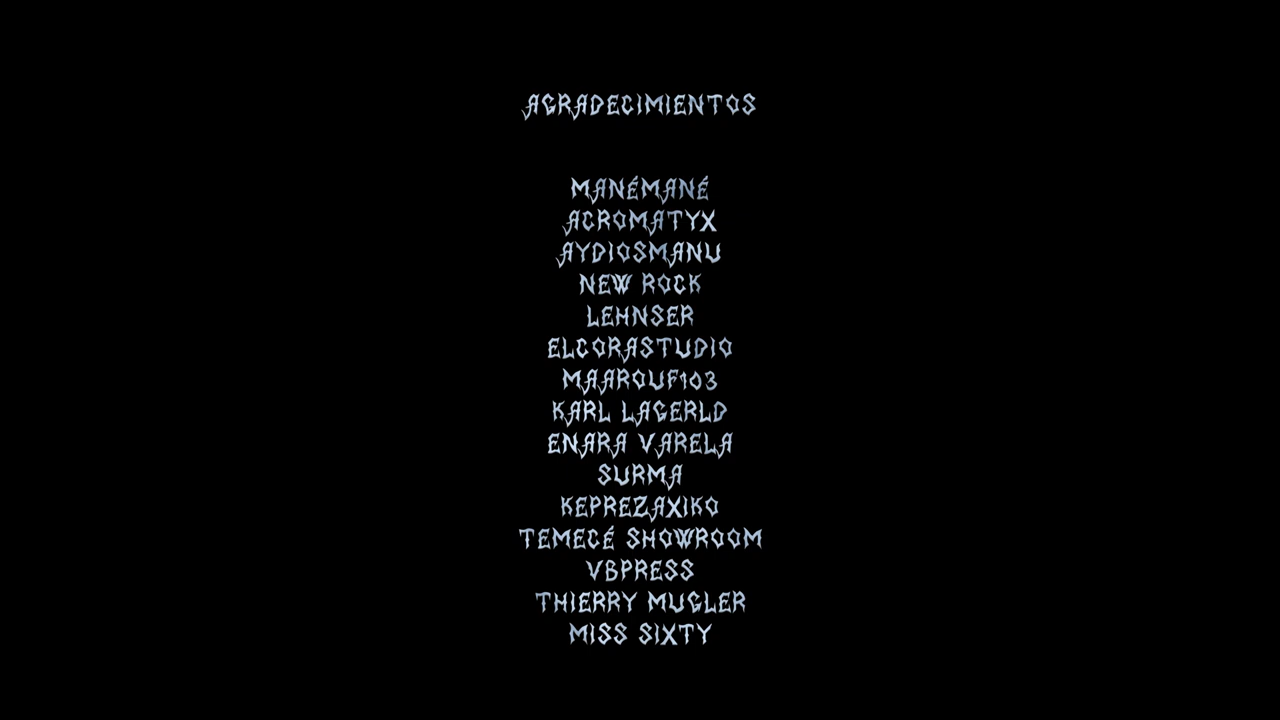 AGRADECIMIENTOS
MANÉMANÉ
ACROMATYX
AYDIOSMANU
NEW ROCK
LEHNSER
ELCORASTUDIO
MAAROUF103
KARL LAGERLD
ENARA VARELA
SURMA
KEPREZAXIKO
TEMECÉ SHOWROOM
VBPRESS
THIERRY MUGLER
MISS SIXTY